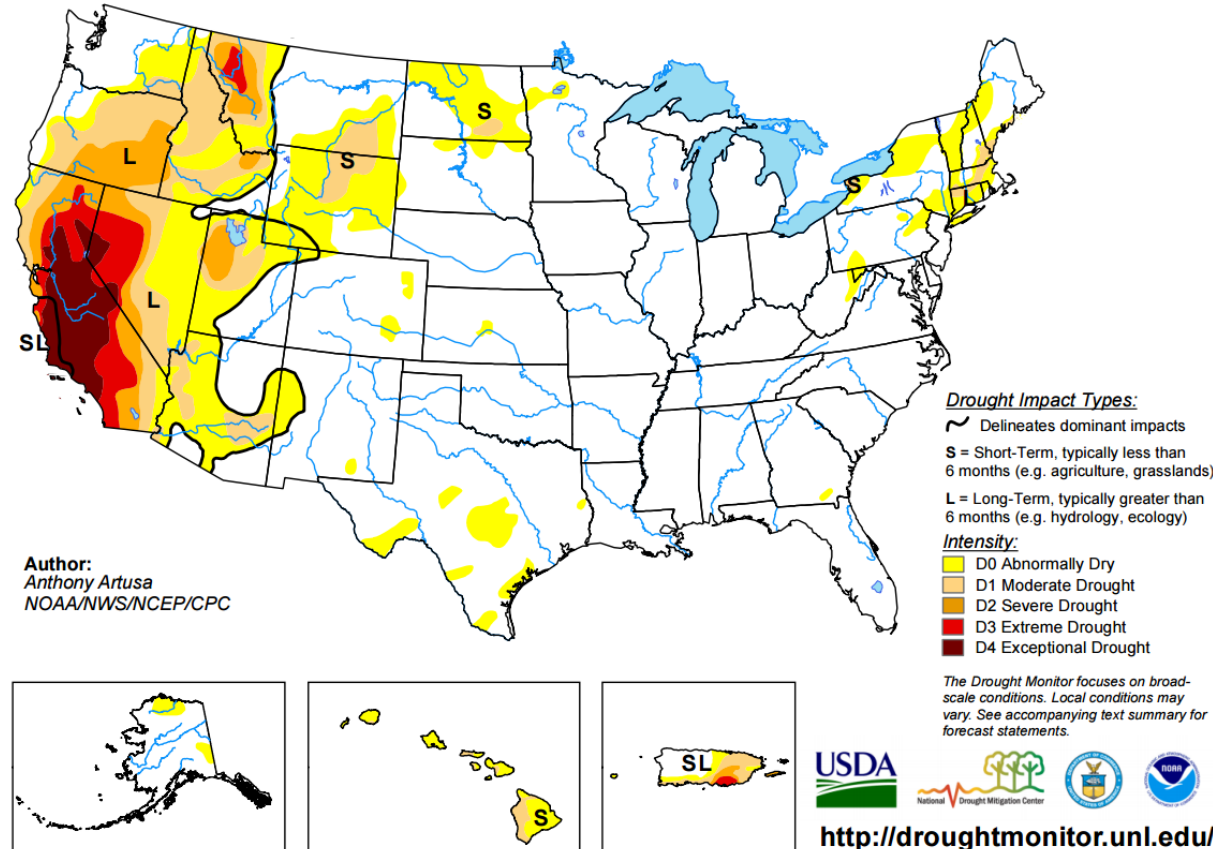 L
S
S
S
L
L
L
SL
Drought Impact Types:
Delineates dominant impacts
S = Short-Term, typically less than
6 months (e.g. agriculture, grasslands)
L = Long-Term, typically greater than
6 months (e.g. hydrology, ecology)
Intensity:
D0 Abnormally Dry
D1 Moderate Drought
D2 Severe Drought
D3 Extreme Drought
D4 Exceptional Drought
Author:
Anthony Artusa
NOAA/NWS/NCEP/CPC
The Drought Monitor focuses on broad-
scale conditions. Local conditions may
vary. See accompanying text summary for
forecast statements.
S
SL
USDA
National Drought Mitigation Center
NOAA
http://droughtmonitor.unl.edu/